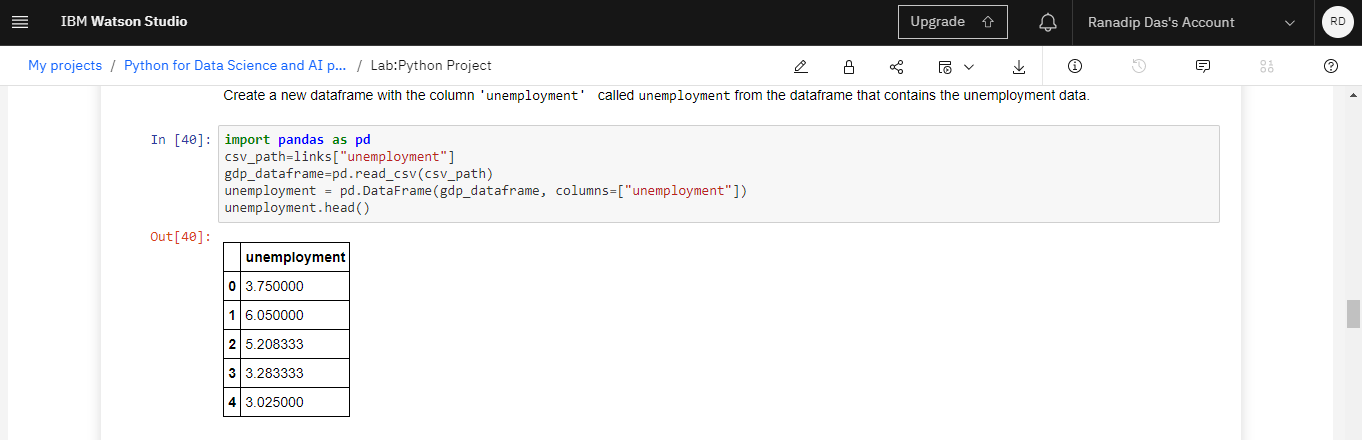 IBM Watson Studio
Upgrade
Ranadip Das's Account
RD
My projects / Python for Data Science and AI p... / Lab:Python Project
Create a new dataframe with the column 'unemployment' called unemployment from the dataframe that contains the unemployment data.
In [40]: import pandas as pd
csv_path=links["unemployment"]
gdp_dataframe=pd.read_csv(csv_path)
unemployment = pd.DataFrame(gdp_dataframe, columns=["unemployment"])
unemployment.head()
Out[40]:
unemployment
0 3.750000
1 6.050000
2 5.208333
3 3.283333
4 3.025000